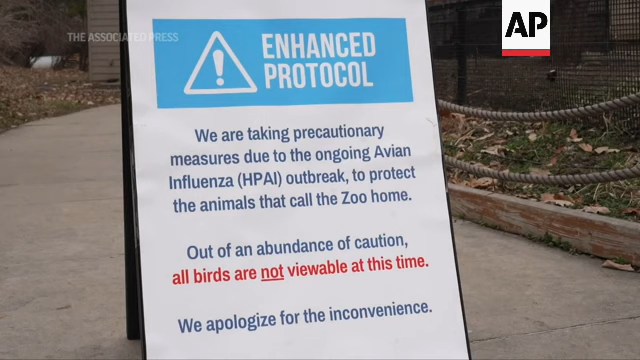 THE ASSOCIATED PRESS
AP
ENHANCED
PROTOCOL
We are taking precautionary
measures due to the ongoing Avian
Influenza (HPAI) outbreak, to protect
the animals that call the Zoo home.
Out of an abundance of caution,
all birds are not viewable at this time.
We apologize for the inconvenience.